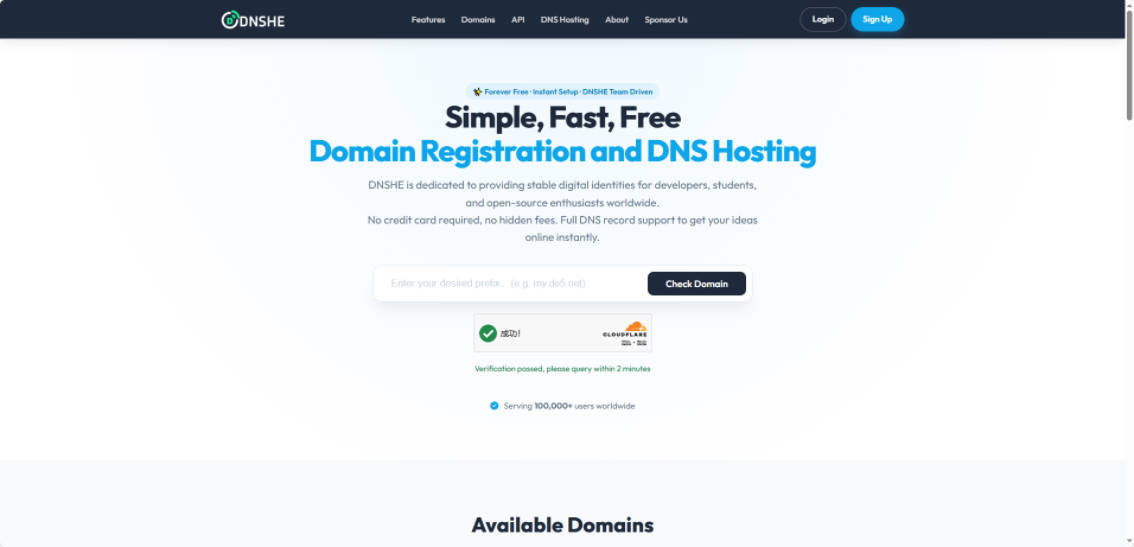 DNSHE
Features Domains API DNS Hosting About Sponsor Us
Login Sign Up
Forever Free · Instant Setup · DNSHE Team Driven
Simple, Fast, Free
Domain Registration and DNS Hosting
DNSHE is dedicated to providing stable digital identities for developers, students,
and open-source enthusiasts worldwide.
No credit card required, no hidden fees. Full DNS record support to get your ideas
online instantly.
Enter your desired prefix... (e.g. my.de5.net)
Check Domain
成功!
CLOUDFLARE
Verification passed, please query within 2 minutes
Serving 100,000+ users worldwide
Available Domains